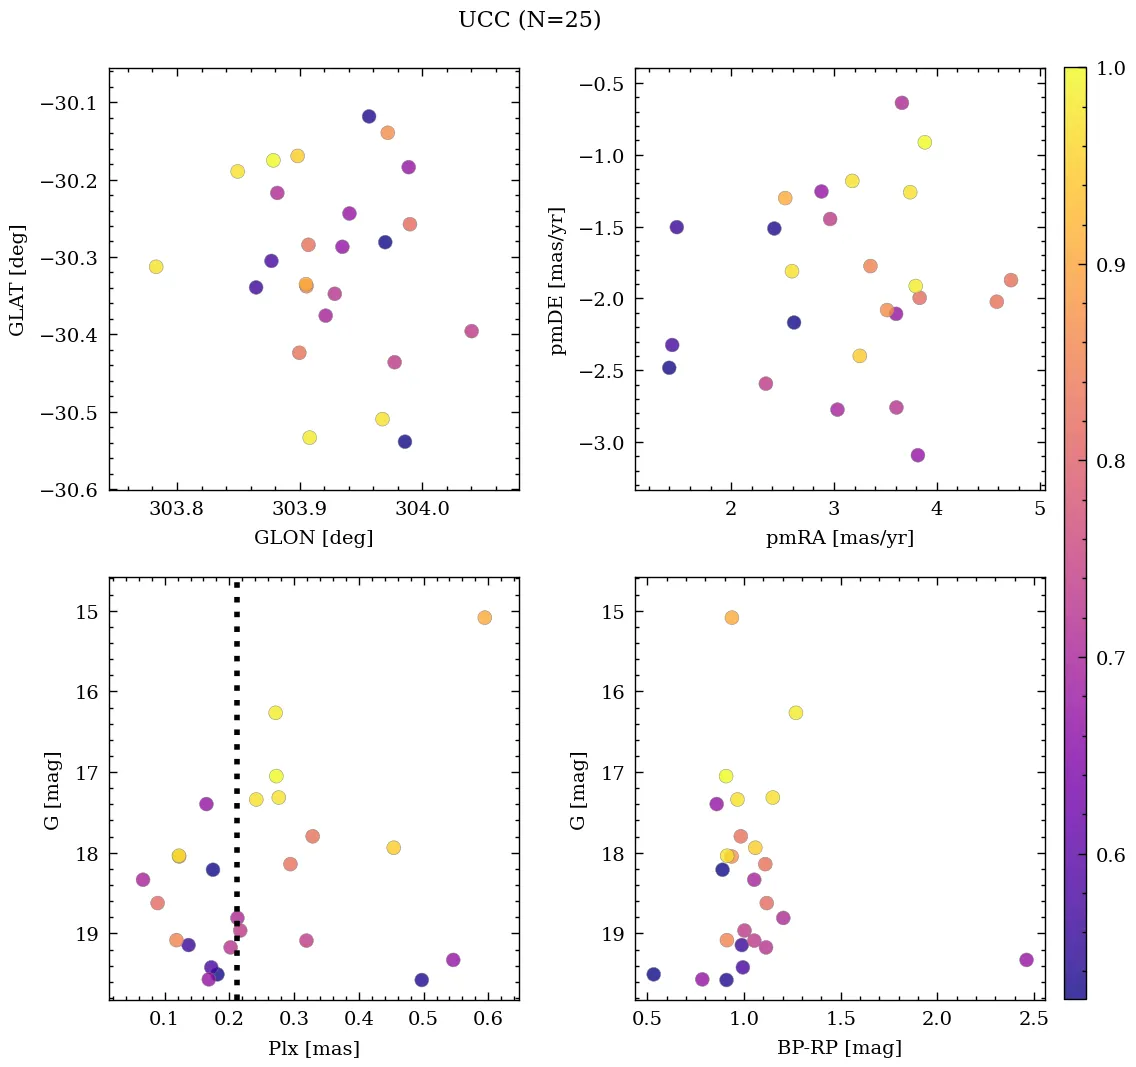 UCC (N=25)
−30.1
−30.2
−30.3
−30.4
−30.5
−30.6
GLAT [deg]
303.8 303.9 304.0
GLON [deg]
−0.5
−1.0
−1.5
−2.0
−2.5
−3.0
pmDE [mas/yr]
2 3 4 5
pmRA [mas/yr]
1.0
0.9
0.8
0.7
0.6
15
16
17
18
19
G [mag]
0.1 0.2 0.3 0.4 0.5 0.6
Plx [mas]
15
16
17
18
19
G [mag]
0.5 1.0 1.5 2.0 2.5
BP-RP [mag]